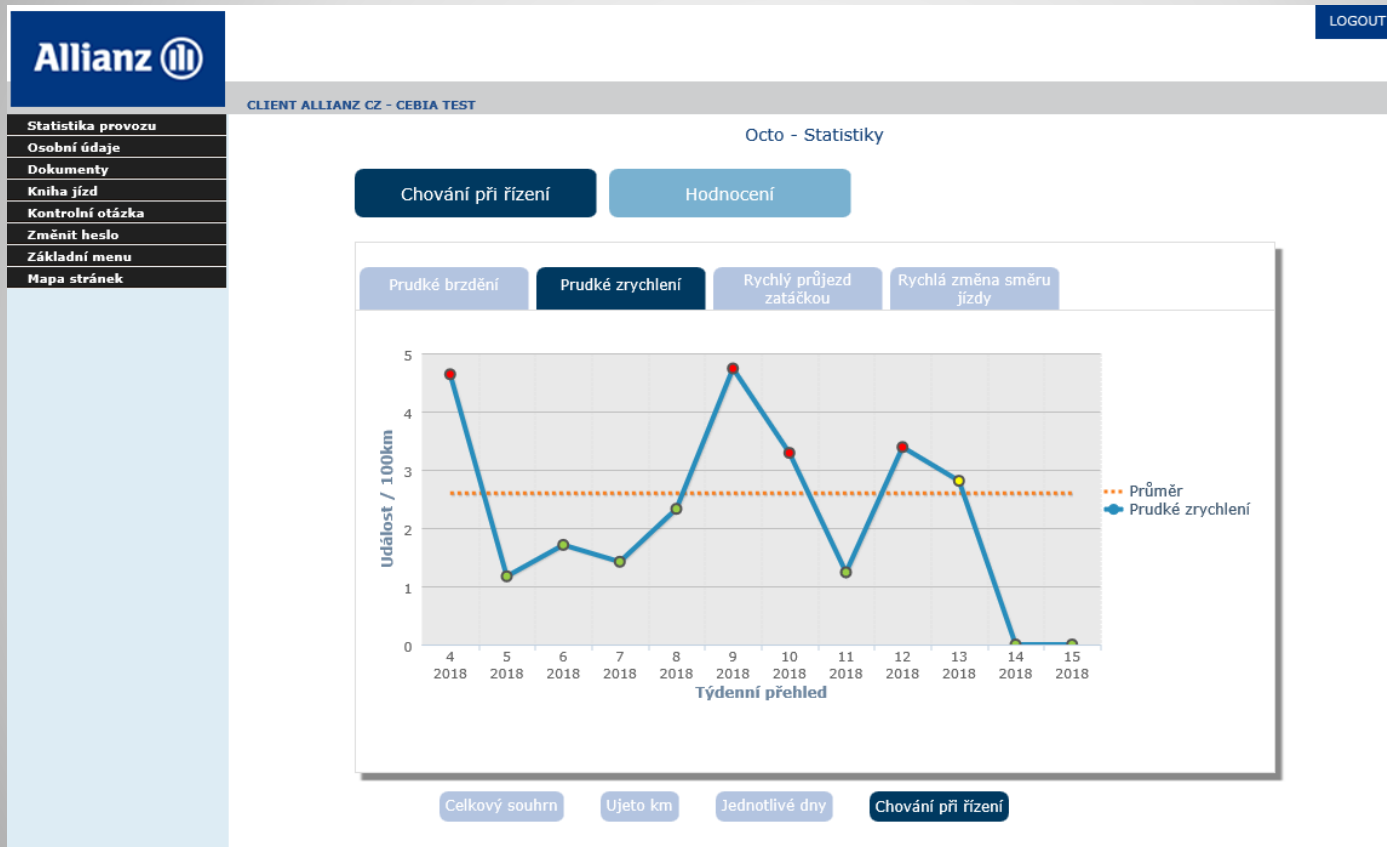 LOGOUT
Allianz
CLIENT ALLIANZ CZ - CEBIA TEST
Statistika provozu
Osobní údaje
Dokumenty
Kniha jízd
Kontrolní otázka
Změnit heslo
Základní menu
Mapa stránek
Octo - Statistiky
Chování při řízení
Hodnocení
Prudké brzdění
Prudké zrychlení
Rychlý průjezd
zatáčkou
Rychlá změna směru
jízdy
5
4
3
2
1
0
Událost / 100km
4 5 6 7 8 9 10 11 12 13 14 15
2018 2018 2018 2018 2018 2018 2018 2018 2018 2018 2018 2018
Týdenní přehled
Průměr
Prudké zrychlení
Celkový souhrn
Ujeto km
Jednotlivé dny
Chování při řízení